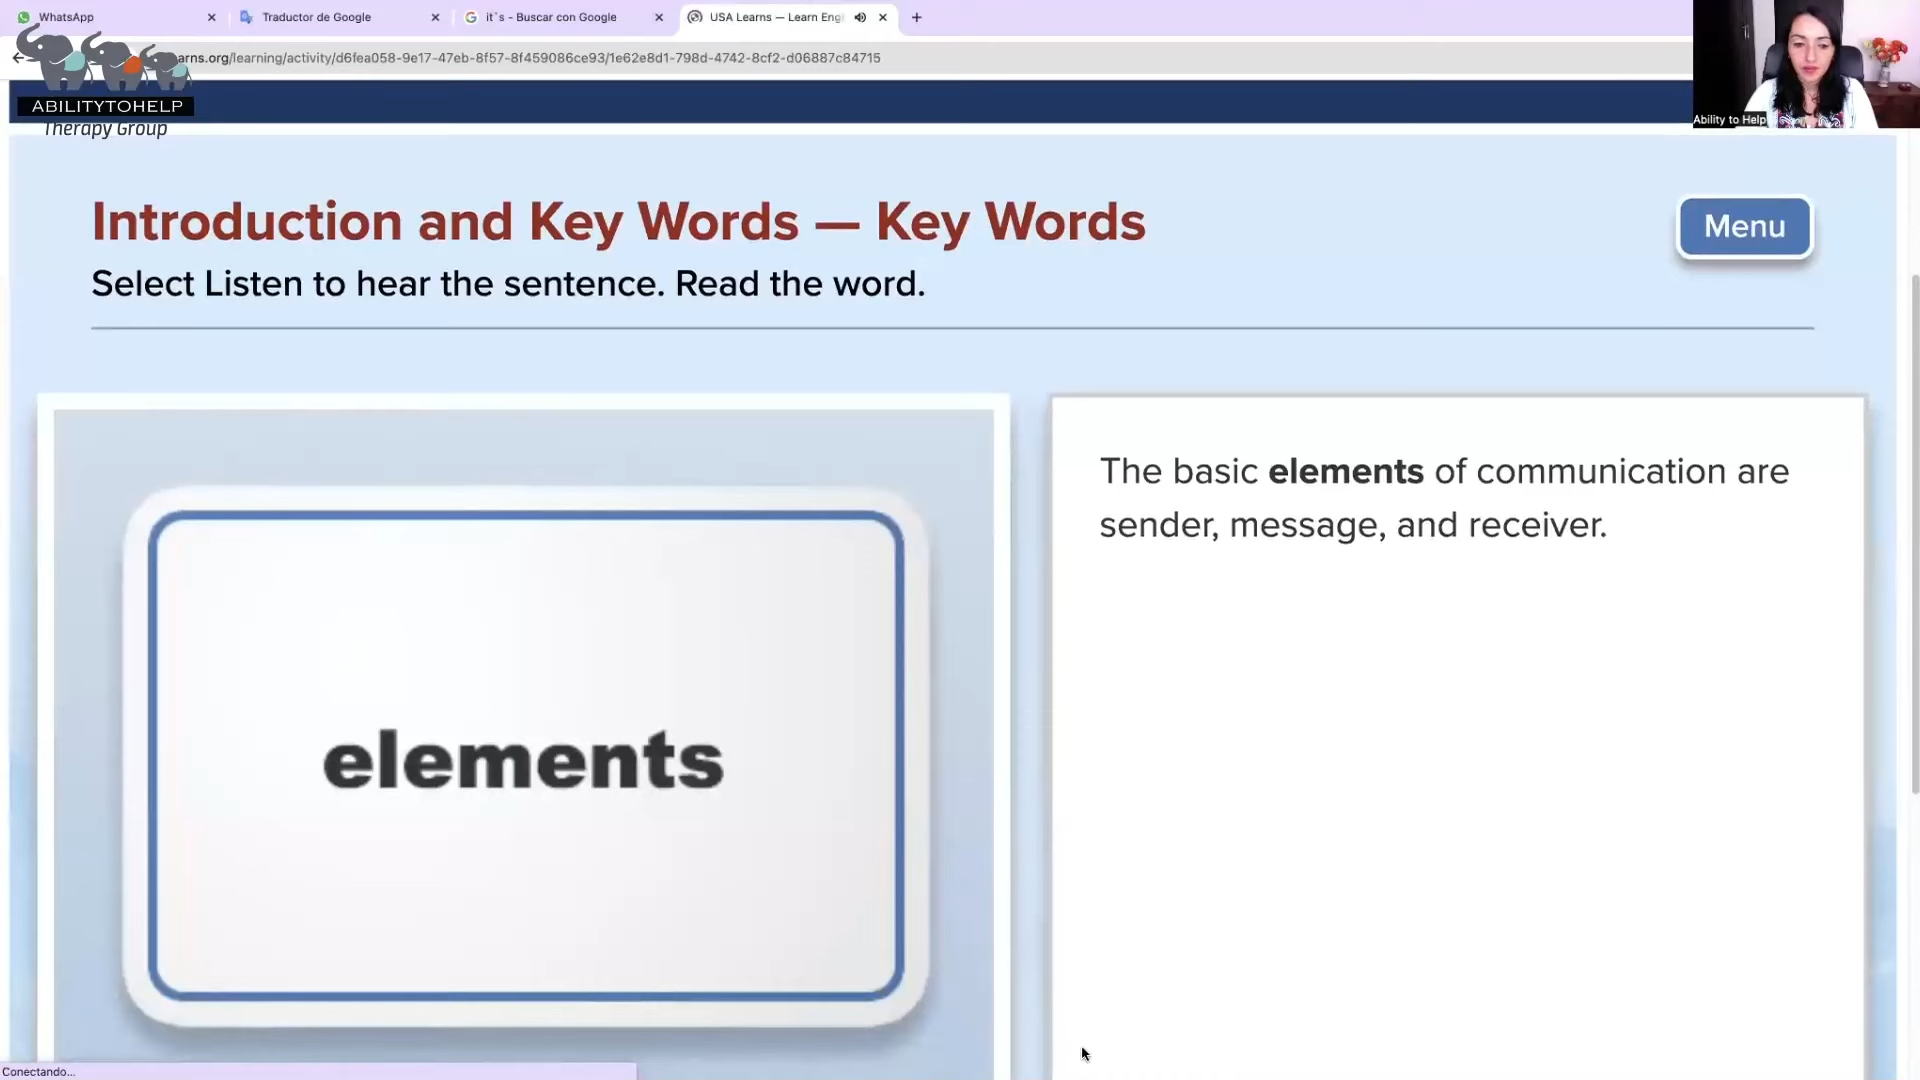 WhatsApp
Traductor de Google
it`s - Buscar con Google
USA Learns — Learn Eng
arns.org/learning/activity/d6fea058-9e17-47eb-8f57-8f459086ce93/1e62e8d1-798d-4742-8cf2-d06887c84715
ABILITYTOHELP
Therapy Group
Ability to Help
Introduction and Key Words — Key Words
Menu
Select Listen to hear the sentence. Read the word.
elements
The basic elements of communication are
sender, message, and receiver.
Conectando...